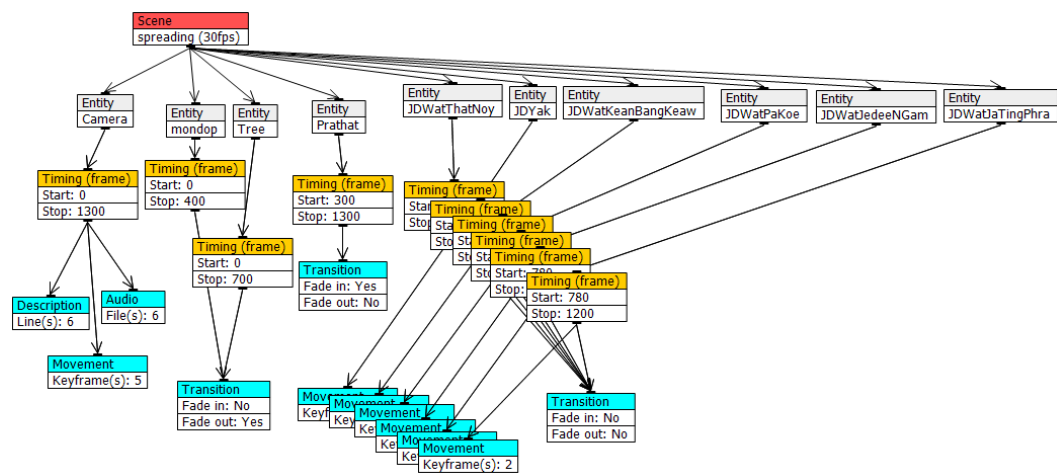 Scene
spreading (30fps)
Entity
Camera
Entity
mondop
Entity
Tree
Entity
Prathat
Entity
JDWatThatNoy
Entity
JDYak
Entity
JDWatKeanBangKeaw
Entity
JDWatPaKoe
Entity
JDWatJedeeNGam
Entity
JDWatJaTingPhra
Timing (frame)
Start: 0
Stop: 1300
Timing (frame)
Start: 0
Stop: 400
Timing (frame)
Start: 0
Stop: 700
Timing (frame)
Start: 300
Stop: 1300
Timing (frame)
Timing (frame)
Timing (frame)
Timing (frame)
Timing (frame)
Start: 780
Timing (frame)
Start: 780
Stop: 1200
Description
Line(s): 6
Audio
File(s): 6
Movement
Keyframe(s): 5
Transition
Fade in: No
Fade out: Yes
Transition
Fade in: Yes
Fade out: No
Movement
Movement
Movement
Movement
Movement
Movement
Keyframe(s): 2
Transition
Fade in: No
Fade out: No